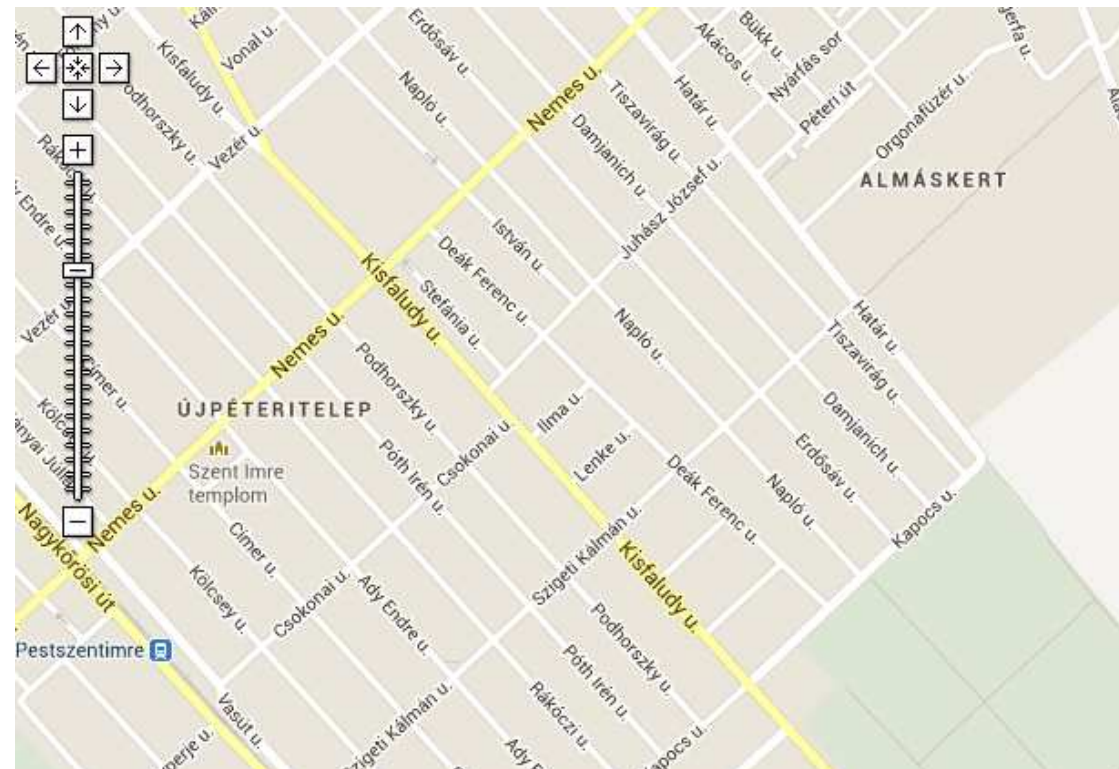 Vonal u.
Erdősáv u.
Akácos u.
Bükk u.
Nyárfás sor
Kisfaludy u.
Podhorszky u.
Napló u.
Nemes u.
Tiszavirág u.
Határ u.
Péteri út
Orgonafüzér u.
Vezér u.
Damjanich u.
Juhász József u.
ALMÁSKERT
István u.
Deák Ferenc u.
Stefánia u.
Kisfaludy u.
Vezér u.
Nemes u.
Napló u.
Határ u.
Tiszavirág u.
Podhorszky u.
Címer u.
ÚJPÉTERITELEP
Ilma u.
Damjanich u.
Szent Imre
templom
Póth Irén u.
Csokonai u.
Lenke u.
Deák Ferenc u.
Erdősáv u.
Napló u.
Kapocs u.
Nemes u.
Nagykőrösi út
Címer u.
Kölcsey u.
Csokonai u.
Ady Endre u.
Szigeti Kálmán u.
Kisfaludy u.
Podhorszky u.
Pestszentimre
Póth Irén u.
Rákóczi u.
Vasút u.
Szigeti Kálmán u.
Kapocs u.